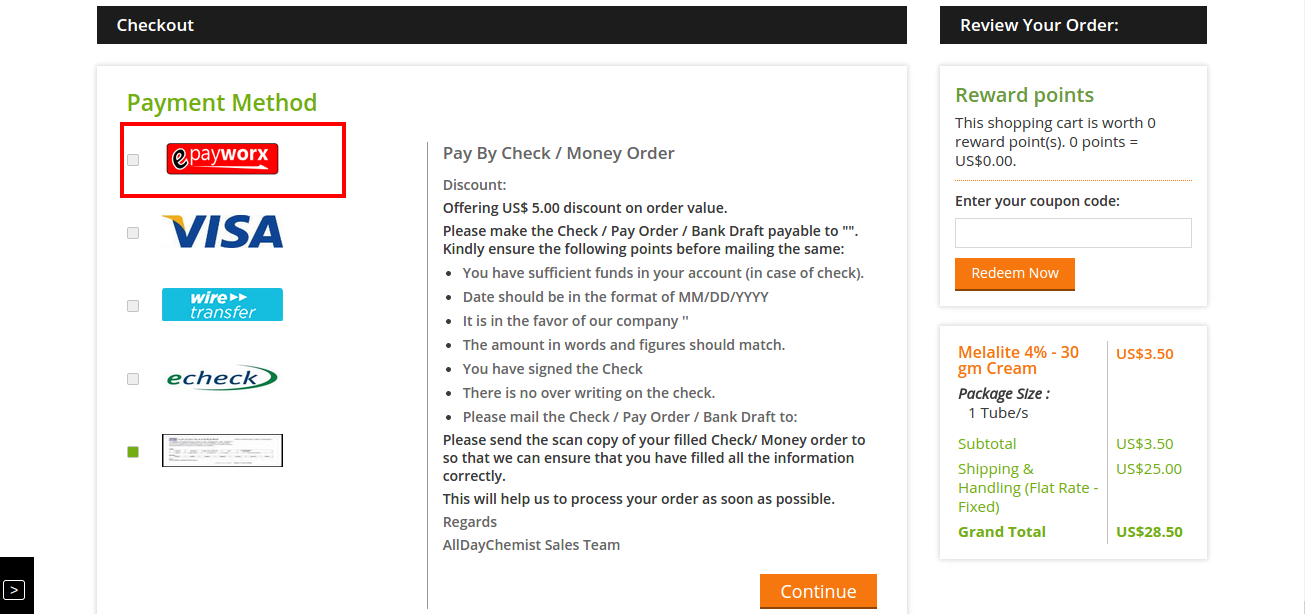 Checkout
Payment Method
epayworx
VISA
wire
transfer
echeck
Pay By Check / Money Order
Discount:
Offering US$ 5.00 discount on order value.
Please make the Check / Pay Order / Bank Draft payable to "".
Kindly ensure the following points before mailing the same:
• You have sufficient funds in your account (in case of check).
• Date should be in the format of MM/DD/YYYY
• It is in the favor of our company ''
• The amount in words and figures should match.
• You have signed the Check
• There is no over writing on the check.
• Please mail the Check / Pay Order / Bank Draft to:
Please send the scan copy of your filled Check/ Money order to
so that we can ensure that you have filled all the information
correctly.
This will help us to process your order as soon as possible.
Regards
AllDayChemist Sales Team
Continue
Review Your Order:
Reward points
This shopping cart is worth 0
reward point(s). 0 points =
US$0.00.
Enter your coupon code:
Redeem Now
Melalite 4% - 30 US$3.50
gm Cream
Package Size :
1 Tube/s
Subtotal US$3.50
Shipping & US$25.00
Handling (Flat Rate -
Fixed)
Grand Total US$28.50
>